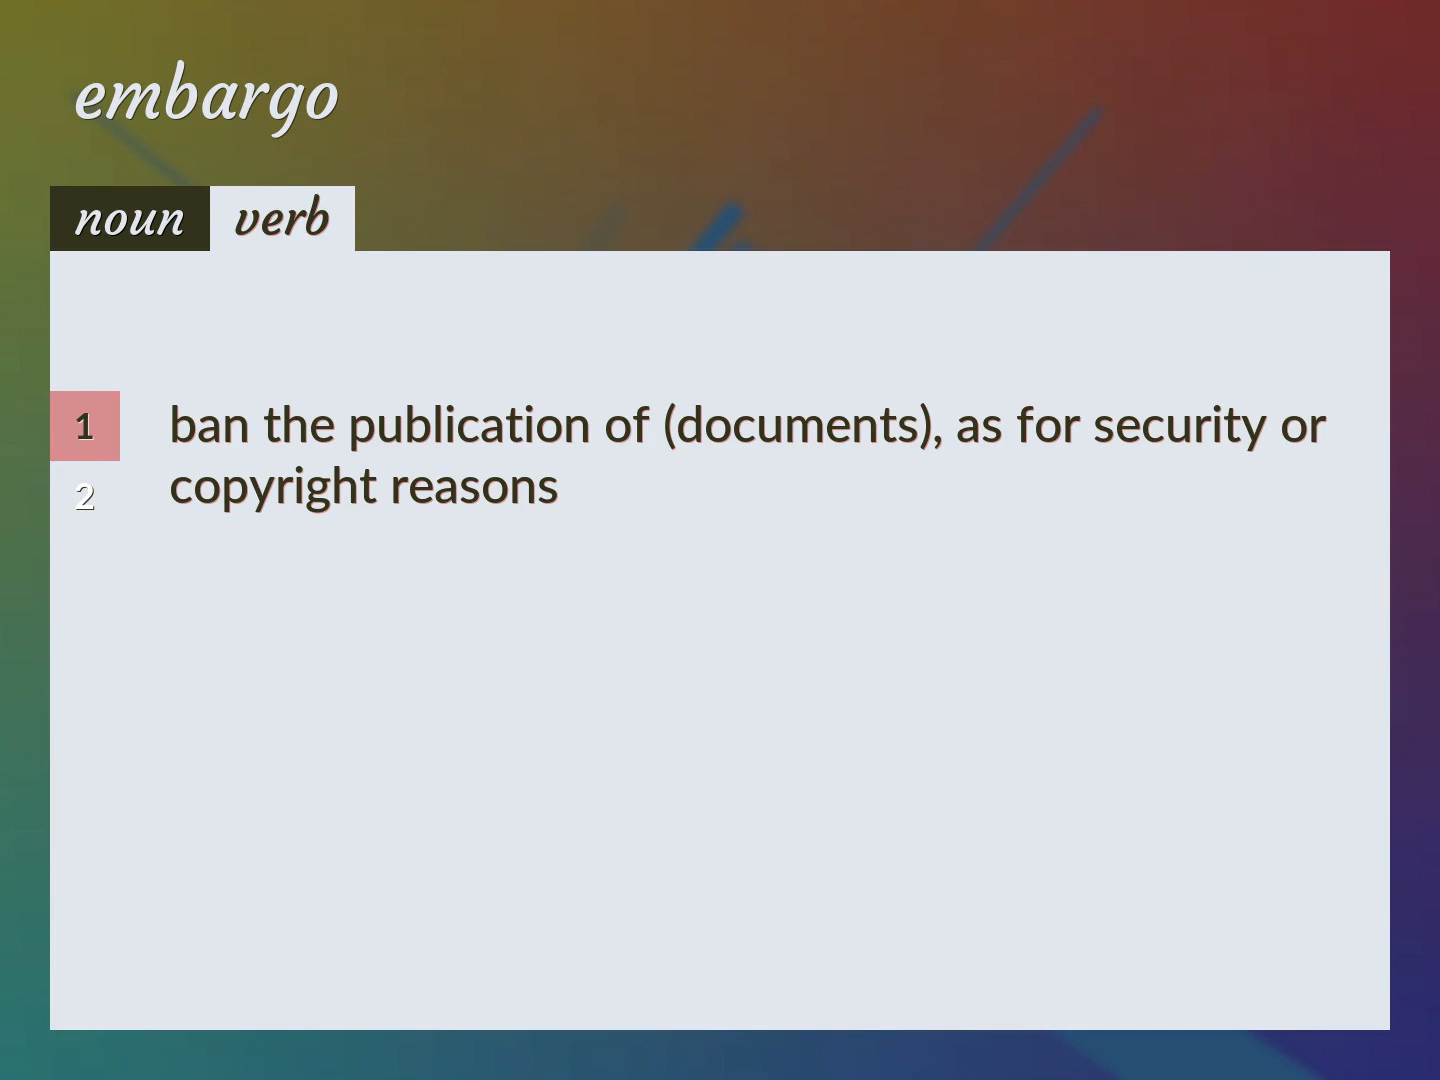 embargo
noun verb
1 ban the publication of (documents), as for security or
2 copyright reasons